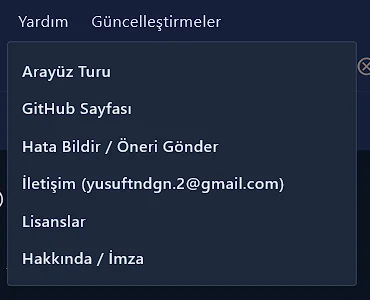 Yardım Güncelleştirmeler
Arayüz Turu
GitHub Sayfası
Hata Bildir / Öneri Gönder
İletişim (yusuftndgn.2@gmail.com)
Lisanslar
Hakkında / İmza